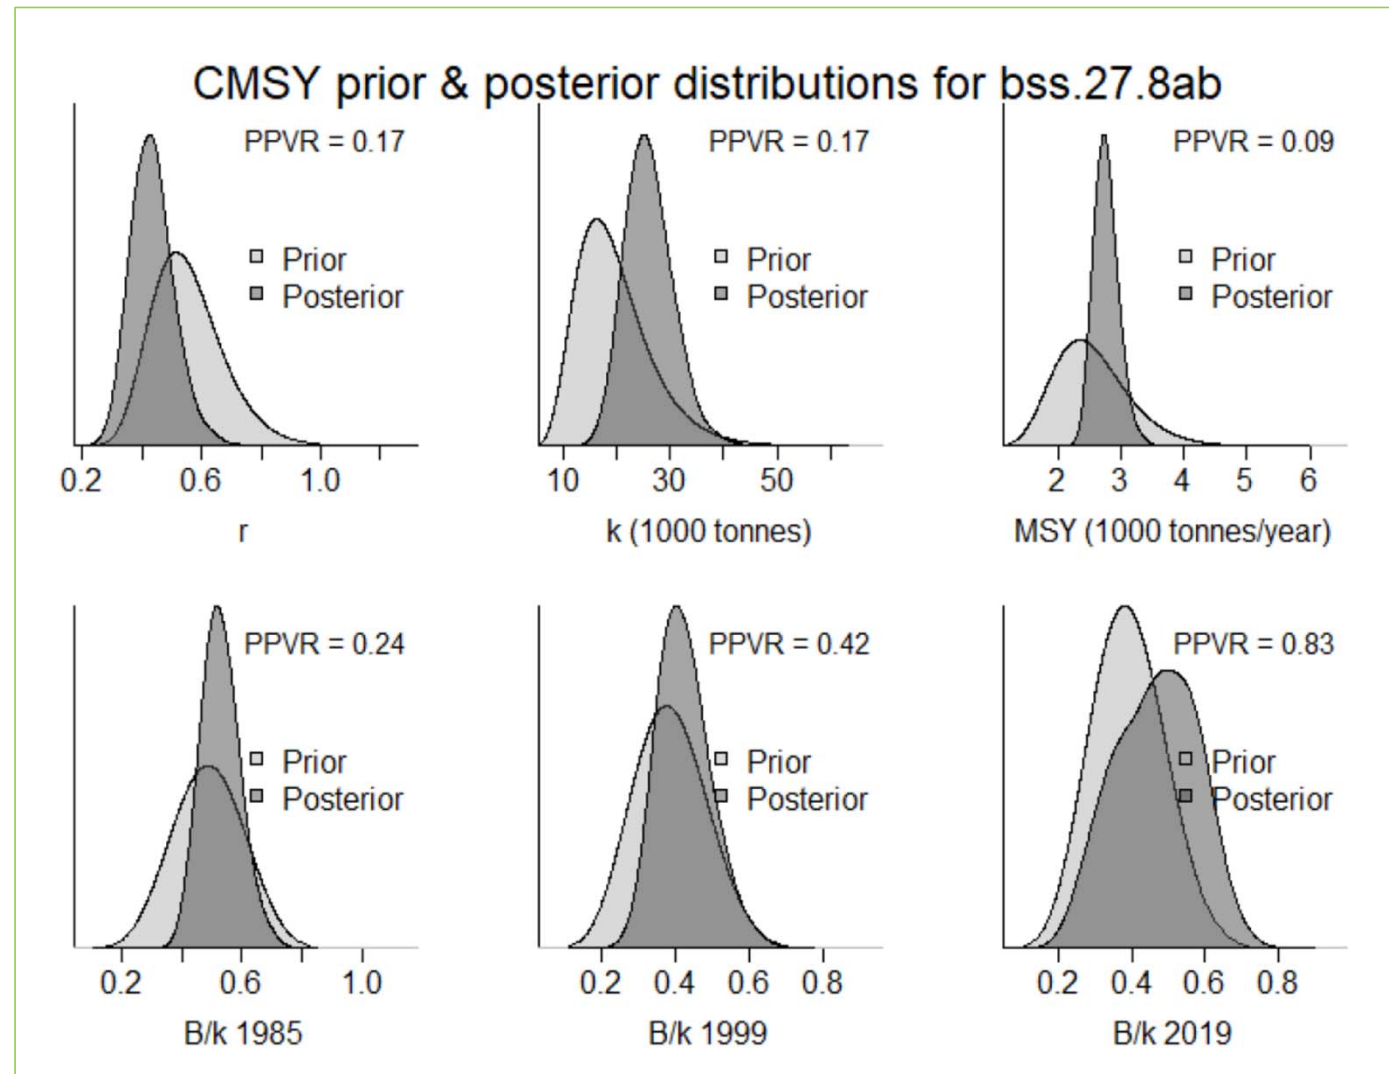 CMSY prior & posterior distributions for bss.27.8ab
PPVR = 0.17
Prior
Posterior
0.2 0.6 1.0
r
PPVR = 0.17
Prior
Posterior
10 30 50
k (1000 tonnes)
PPVR = 0.09
Prior
Posterior
2 3 4 5 6
MSY (1000 tonnes/year)
PPVR = 0.24
Prior
Posterior
0.2 0.6 1.0
B/k 1985
PPVR = 0.42
Prior
Posterior
0.2 0.4 0.6 0.8
B/k 1999
PPVR = 0.83
Prior
Posterior
0.2 0.4 0.6 0.8
B/k 2019